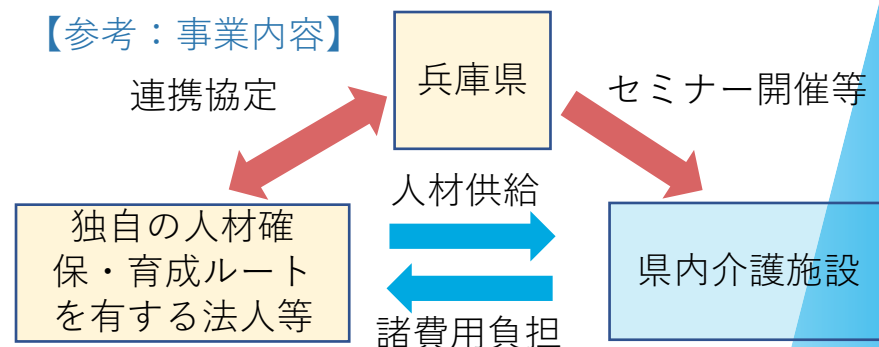 【参考：事業内容】
連携協定
兵庫県
セミナー開催等
人材供給
独自の人材確
保・育成ルート
を有する法人等
県内介護施設
諸費用負担